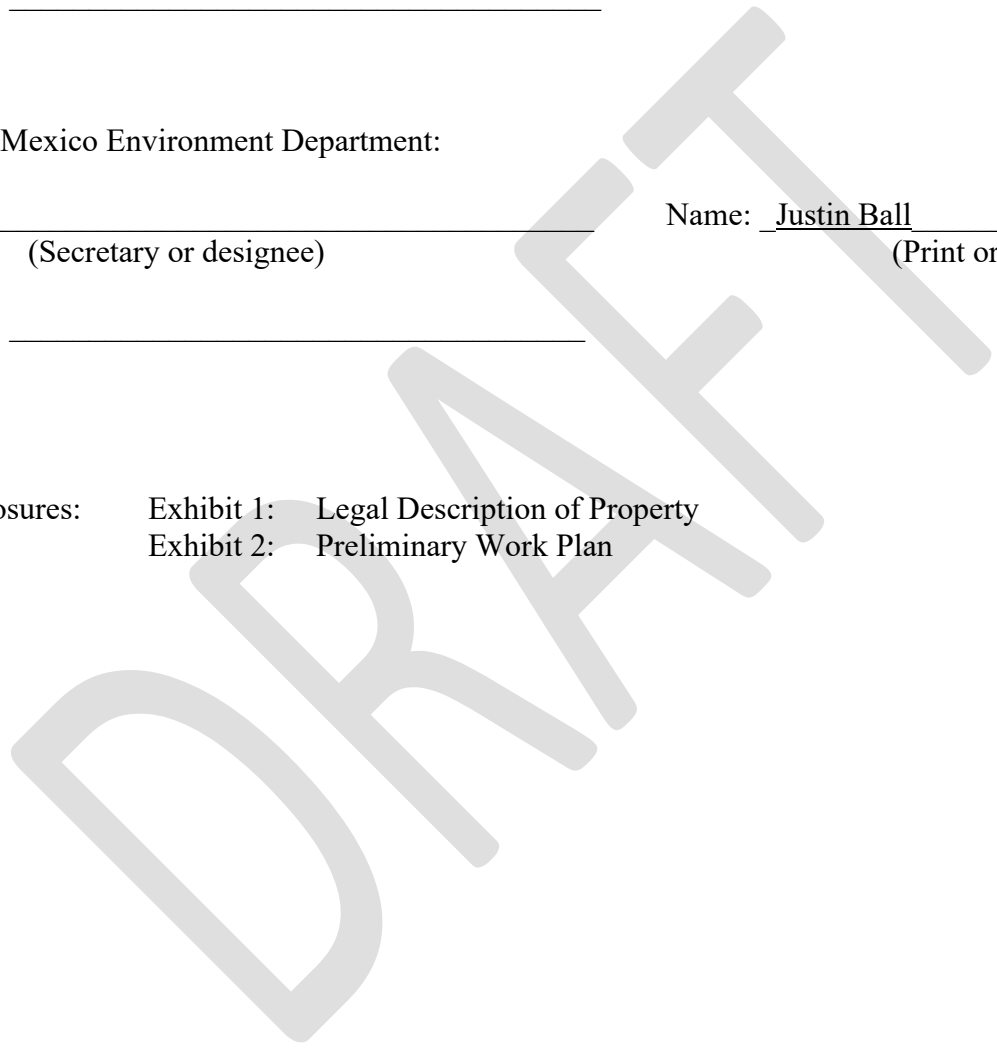 Mexico Environment Department:
Name: Justin Ball
(Secretary or designee) (Print or
osures: Exhibit 1: Legal Description of Property
Exhibit 2: Preliminary Work Plan
DRAFT